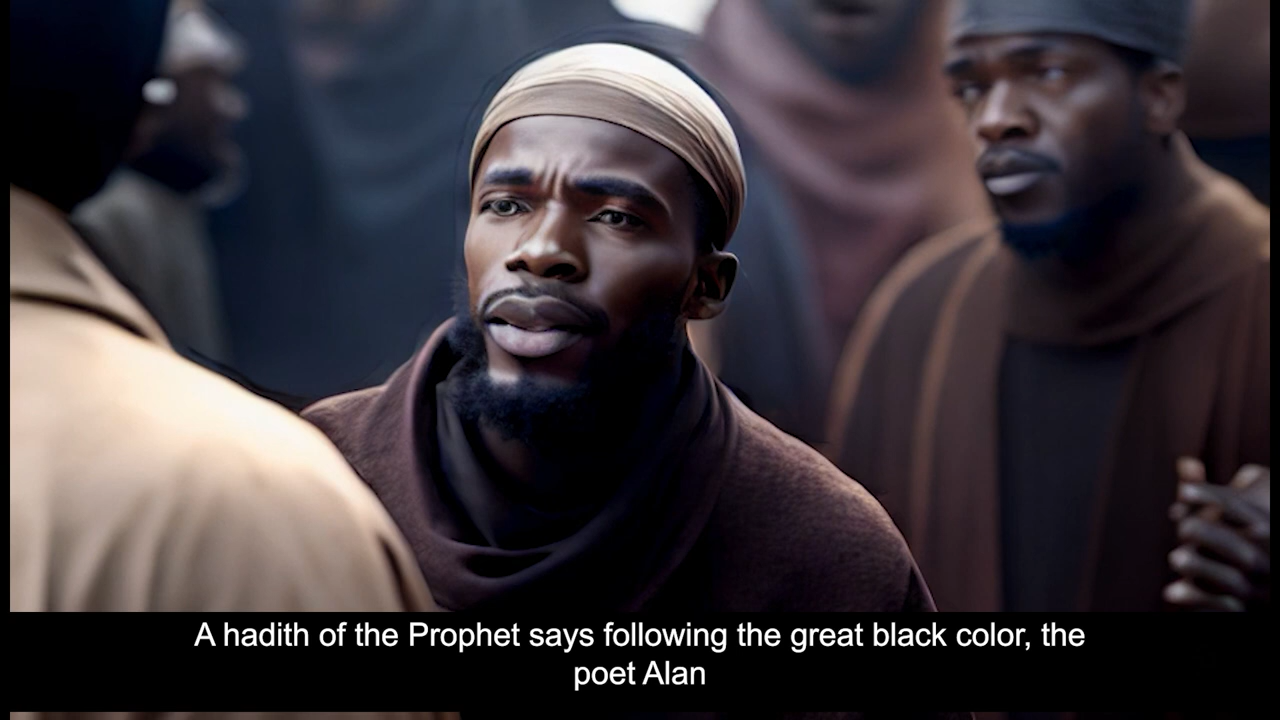 A hadith of the Prophet says following the great black color, the
poet Alan